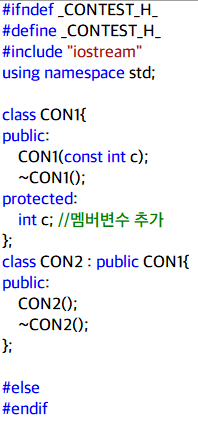 #ifndef _CONTEST_H_
#define _CONTEST_H_
#include "iostream"
using namespace std;

class CON1{
public:
    CON1(const int c);
    ~CON1();
protected:
    int c; //멤버변수 추가
};
class CON2 : public CON1{
public:
    CON2();
    ~CON2();
};

#else
#endif